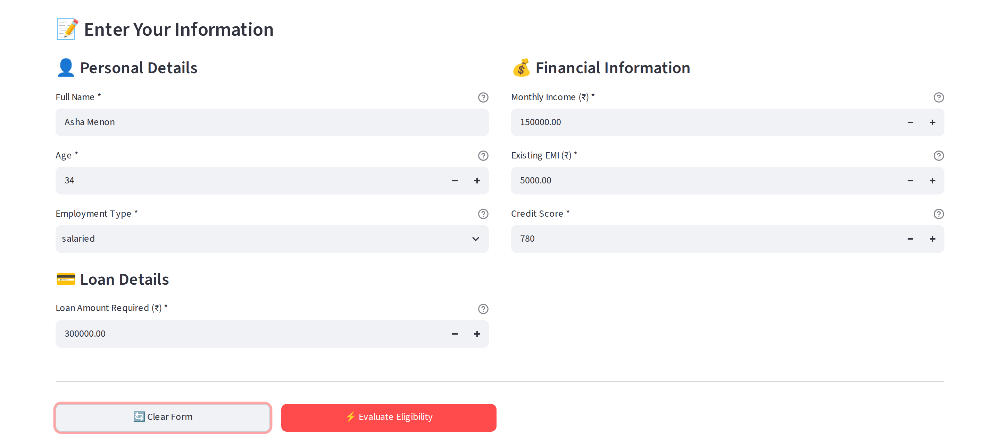 📝 Enter Your Information
👤 Personal Details
Full Name *
Asha Menon
Age *
34
Employment Type *
salaried
💰 Financial Information
Monthly Income (₹) *
150000.00
Existing EMI (₹) *
5000.00
Credit Score *
780
💳 Loan Details
Loan Amount Required (₹) *
300000.00
🔄 Clear Form
⚡ Evaluate Eligibility